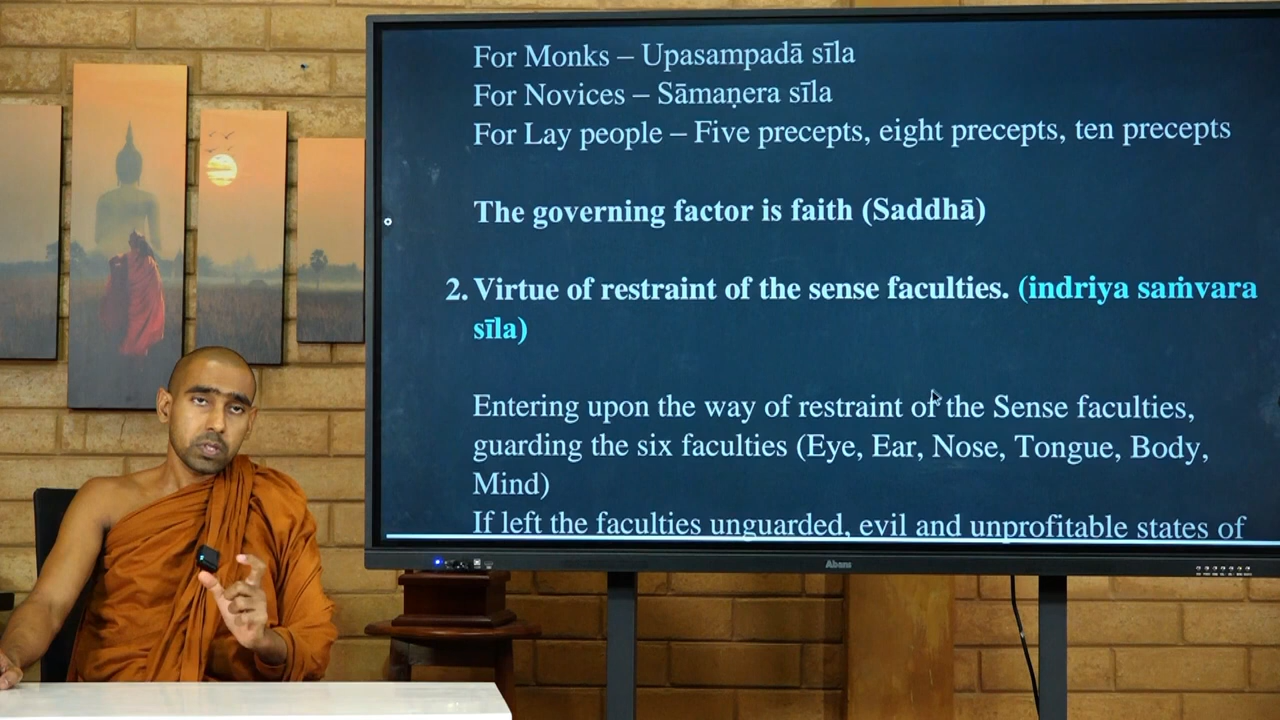 For Monks – Upasampadā sīla
For Novices – Sāmaṇera sīla
For Lay people – Five precepts, eight precepts, ten precepts
The governing factor is faith (Saddhā)
2. Virtue of restraint of the sense faculties. (indriya saṁvara
sīla)
Entering upon the way of restraint of the Sense faculties,
guarding the six faculties (Eye, Ear, Nose, Tongue, Body,
Mind)
If left the faculties unguarded, evil and unprofitable states of
Abans